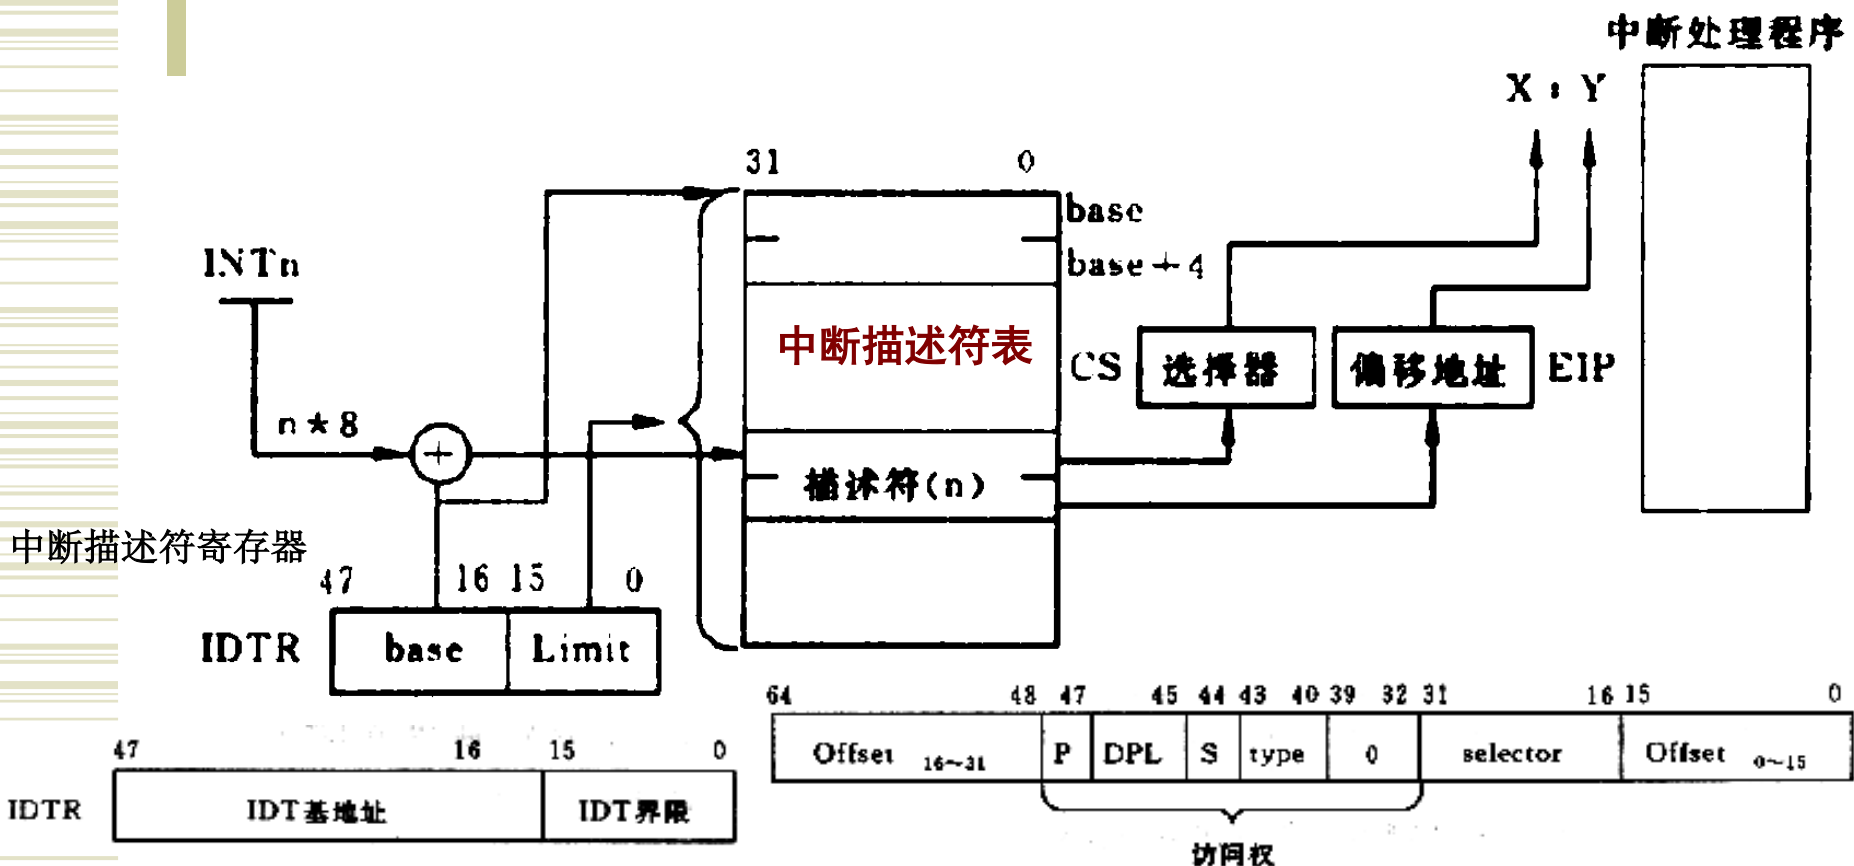 中断处理程序
X : Y
31 0
base
INTn
base+4
中断描述符表
CS 选择器 偏移地址 EIP
n*8
描述符(n)
中断描述符寄存器
47 16 15 0
IDTR base Limit
64 48 47 45 44 43 40 39 32 31 16 15 0
Offset 16~31 P DPL S type 0 selector Offset 0~15
访问权
47 16 15 0
IDTR IDT基地址 IDT界限